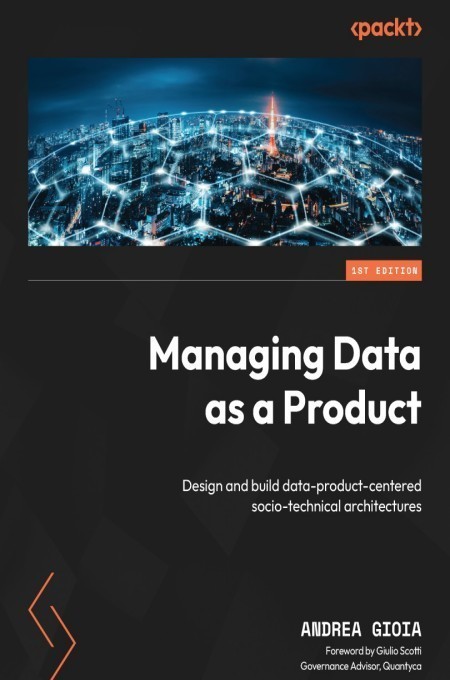 <packt>
1ST EDITION
Managing Data
as a Product
Design and build data-product-centered
socio-technical architectures
ANDREA GIOIA
Foreword by Giulio Scotti
Governance Advisor, Quantyca